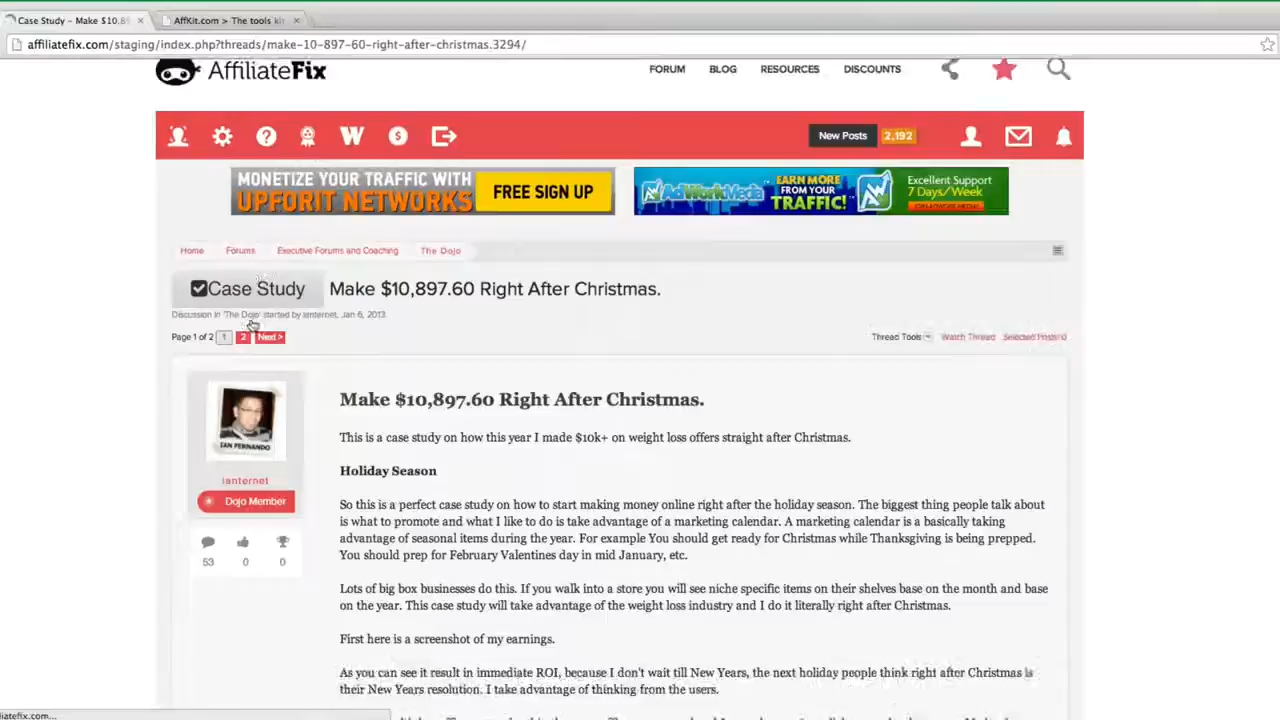 Case Study - Make $10,89
AffKit.com > The tools kit
affiliatefix.com/staging/index.php?threads/make-10-897-60-right-after-christmas.3294/
AffiliateFix
FORUM BLOG RESOURCES DISCOUNTS
W $ New Posts 2,192
MONETIZE YOUR TRAFFIC WITH
UPFORIT NETWORKS
FREE SIGN UP
AdWorkMedia
EARN MORE
FROM YOUR
TRAFFIC!
Excellent Support
7 Days/Week
Home Forums Executive Forums and Coaching The Dojo
Case Study Make $10,897.60 Right After Christmas.
Discussion in 'The Dojo' started by ianternet, Jan 6, 2013.
Page 1 of 2 1 2 Next > Thread Tools Watch Thread Selected Posts: 0
IAN FERNANDO
ianternet
Dojo Member
53 0 0
Make $10,897.60 Right After Christmas.
This is a case study on how this year I made $10k+ on weight loss offers straight after Christmas.
Holiday Season
So this is a perfect case study on how to start making money online right after the holiday season. The biggest thing people talk about
is what to promote and what I like to do is take advantage of a marketing calendar. A marketing calendar is a basically taking
advantage of seasonal items during the year. For example You should get ready for Christmas while Thanksgiving is being prepped.
You should prep for February Valentines day in mid January, etc.
Lots of big box businesses do this. If you walk into a store you will see niche specific items on their shelves base on the month and base
on the year. This case study will take advantage of the weight loss industry and I do it literally right after Christmas.
First here is a screenshot of my earnings.
As you can see it result in immediate ROI, because I don't wait till New Years, the next holiday people think right after Christmas is
their New Years resolution. I take advantage of thinking from the users.
iatefix.com...